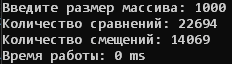 Введите размер массива: 1000
Количество сравнений: 22694
Количество смещений: 14069
Время работы: 0 ms